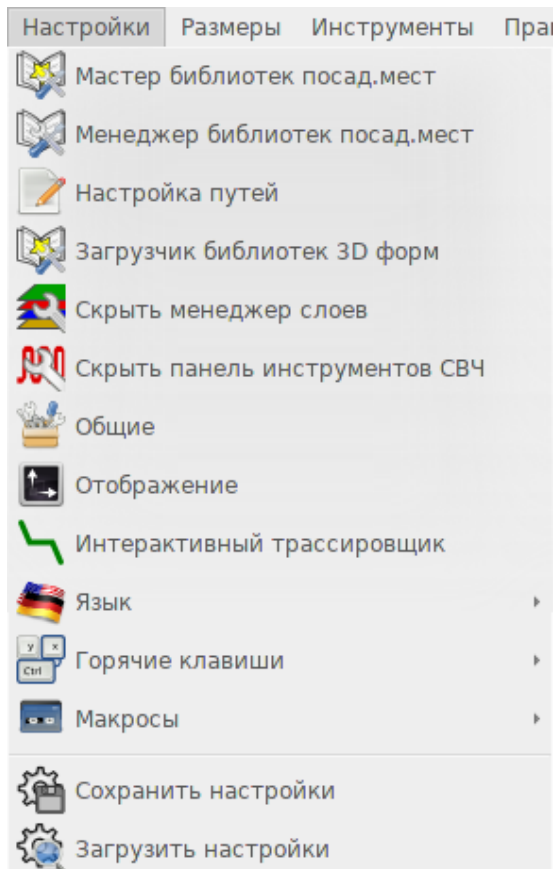 Настройки Размеры Инструменты
Мастер библиотек посад.мест
Менеджер библиотек посад.мест
Настройка путей
Загрузчик библиотек 3D форм
Скрыть менеджер слоев
Скрыть панель инструментов СВЧ
Общие
Отображение
Интерактивный трассировщик
Язык
y x
Ctrl
Горячие клавиши
Макросы
Сохранить настройки
Загрузить настройки